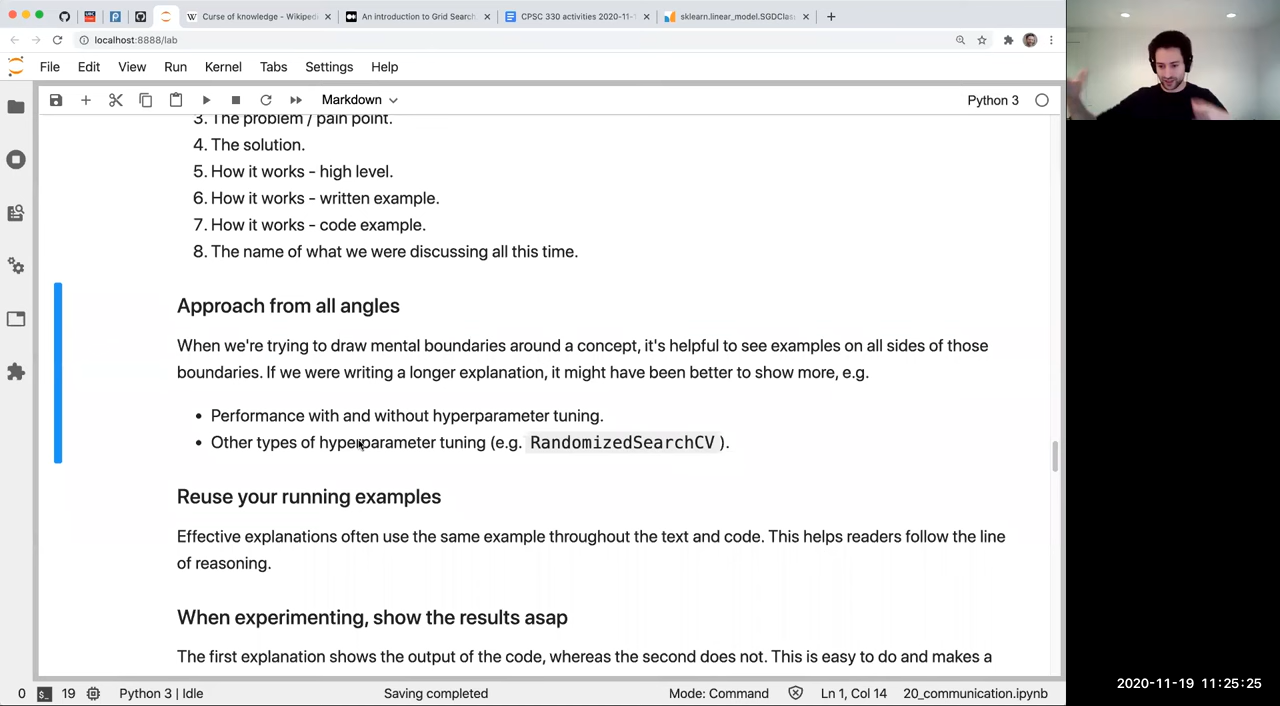 Curse of knowledge - Wikiped
An introduction to Grid Search
CPSC 330 activities 2020-11-1
sklearn.linear_model.SGDClas
localhost:8888/lab
File Edit View Run Kernel Tabs Settings Help
Markdown
Python 3
3. The problem / pain point.
4. The solution.
5. How it works - high level.
6. How it works - written example.
7. How it works - code example.
8. The name of what we were discussing all this time.
Approach from all angles
When we're trying to draw mental boundaries around a concept, it's helpful to see examples on all sides of those
boundaries. If we were writing a longer explanation, it might have been better to show more, e.g.
• Performance with and without hyperparameter tuning.
• Other types of hyperparameter tuning (e.g. RandomizedSearchCV ).
Reuse your running examples
Effective explanations often use the same example throughout the text and code. This helps readers follow the line
of reasoning.
When experimenting, show the results asap
The first explanation shows the output of the code, whereas the second does not. This is easy to do and makes a
0 19 Python 3 | Idle Saving completed Mode: Command Ln 1, Col 14 20_communication.ipynb
2020-11-19 11:25:25